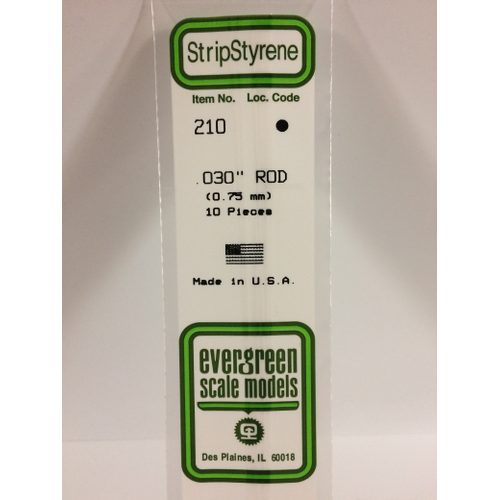 StripStyrene
Item No. Loc. Code
210
.030" ROD
(0.75 mm)
10 Pieces
Made in U.S.A.
evergreen
scale models
Des Plaines, IL 60018